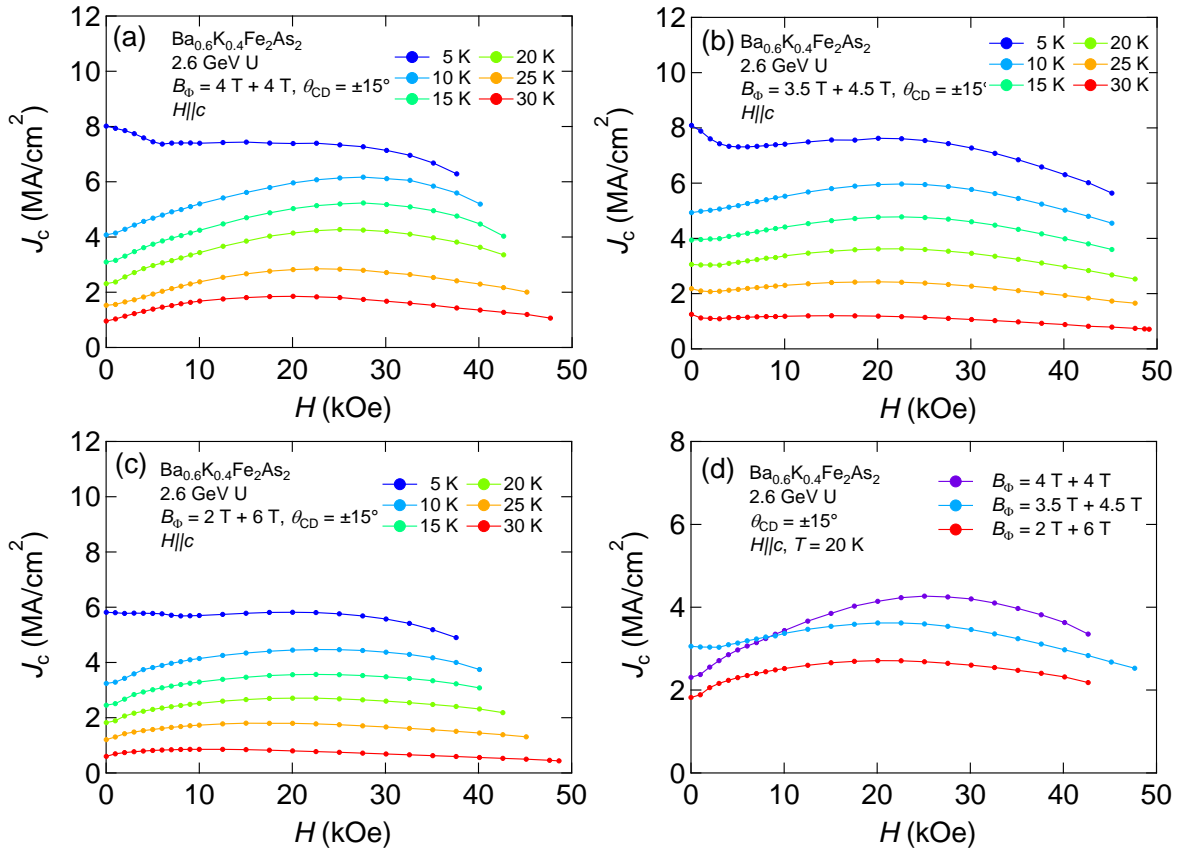 (a)
Ba0.6K0.4Fe2As2
2.6 GeV U
BΦ = 4 T + 4 T, θCD = ±15°
H||c
5 K 20 K
10 K 25 K
15 K 30 K
12
10
8
6
4
2
0
Jc (MA/cm2)
0 10 20 30 40 50
H (kOe)
(b)
Ba0.6K0.4Fe2As2
2.6 GeV U
BΦ = 3.5 T + 4.5 T, θCD = ±15°
H||c
5 K 20 K
10 K 25 K
15 K 30 K
12
10
8
6
4
2
0
Jc (MA/cm2)
0 10 20 30 40 50
H (kOe)
(c)
Ba0.6K0.4Fe2As2
2.6 GeV U
BΦ = 2 T + 6 T, θCD = ±15°
H||c
5 K 20 K
10 K 25 K
15 K 30 K
12
10
8
6
4
2
0
Jc (MA/cm2)
0 10 20 30 40 50
H (kOe)
(d)
Ba0.6K0.4Fe2As2
2.6 GeV U
θCD = ±15°
H||c, T = 20 K
BΦ = 4 T + 4 T
BΦ = 3.5 T + 4.5 T
BΦ = 2 T + 6 T
8
6
4
2
0
Jc (MA/cm2)
0 10 20 30 40 50
H (kOe)